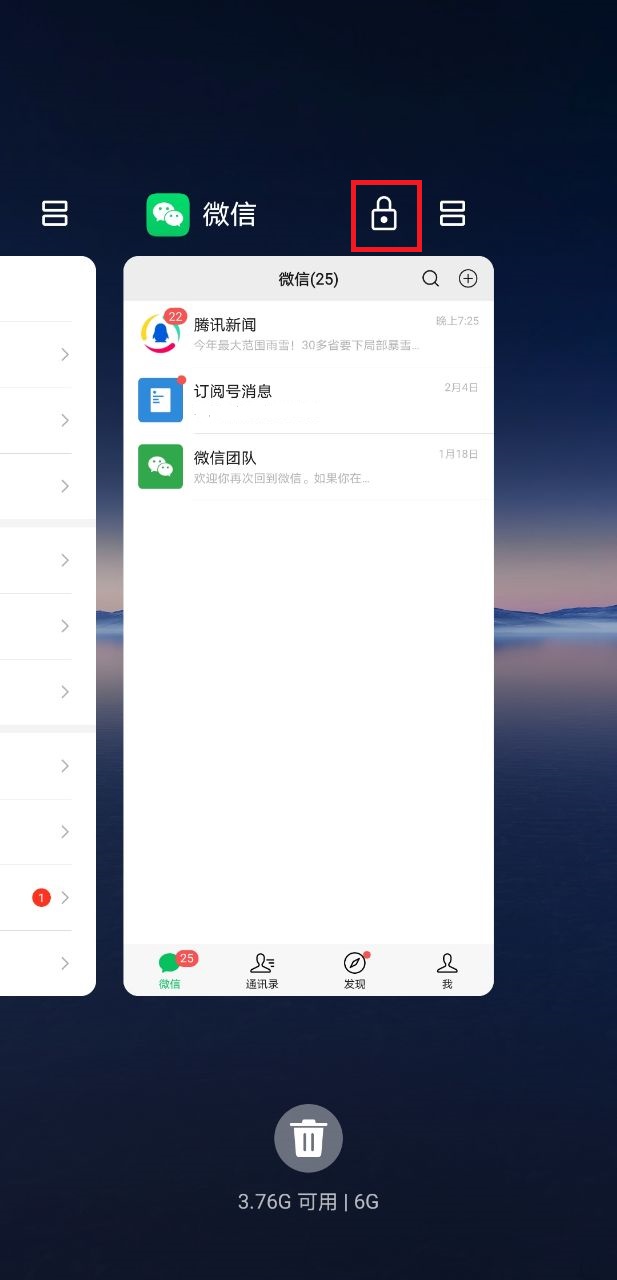 微信
微信(25)
22
腾讯新闻
晚上7:25
今年最大范围雨雪！30多省要下局部暴雪...
订阅号消息
2月4日
微信团队
1月18日
欢迎你再次回到微信。如果你在...
1
25
微信
通讯录
发现
我
3.76G 可用 | 6G